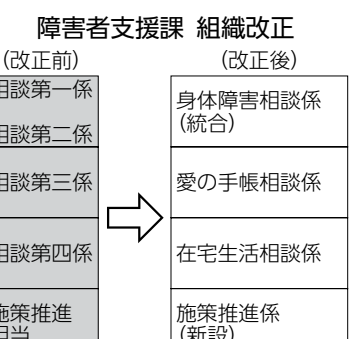 障害者支援課 組織改正
(改正前)
(改正後)
相談第一係
相談第二係
身体障害相談係
(統合)
相談第三係
愛の手帳相談係
相談第四係
在宅生活相談係
施策推進
担当
施策推進係
(新設)